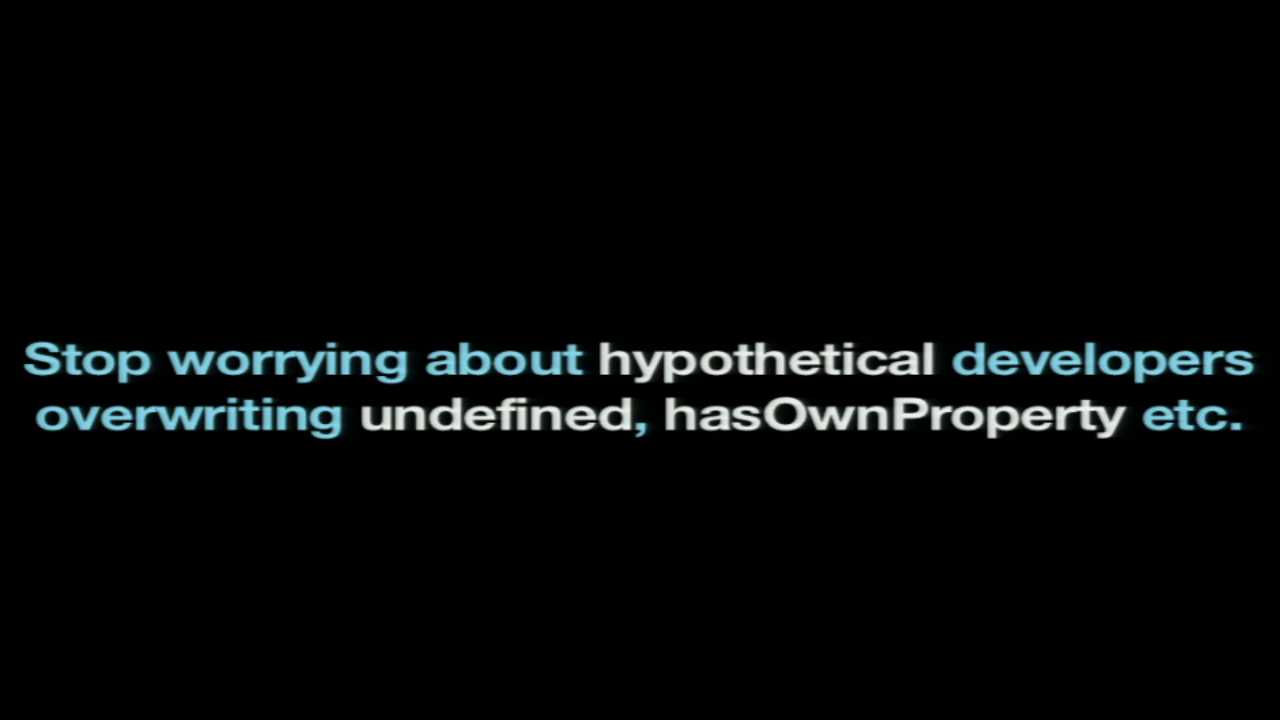 Stop worrying about hypothetical developers
overwriting undefined, hasOwnProperty etc.